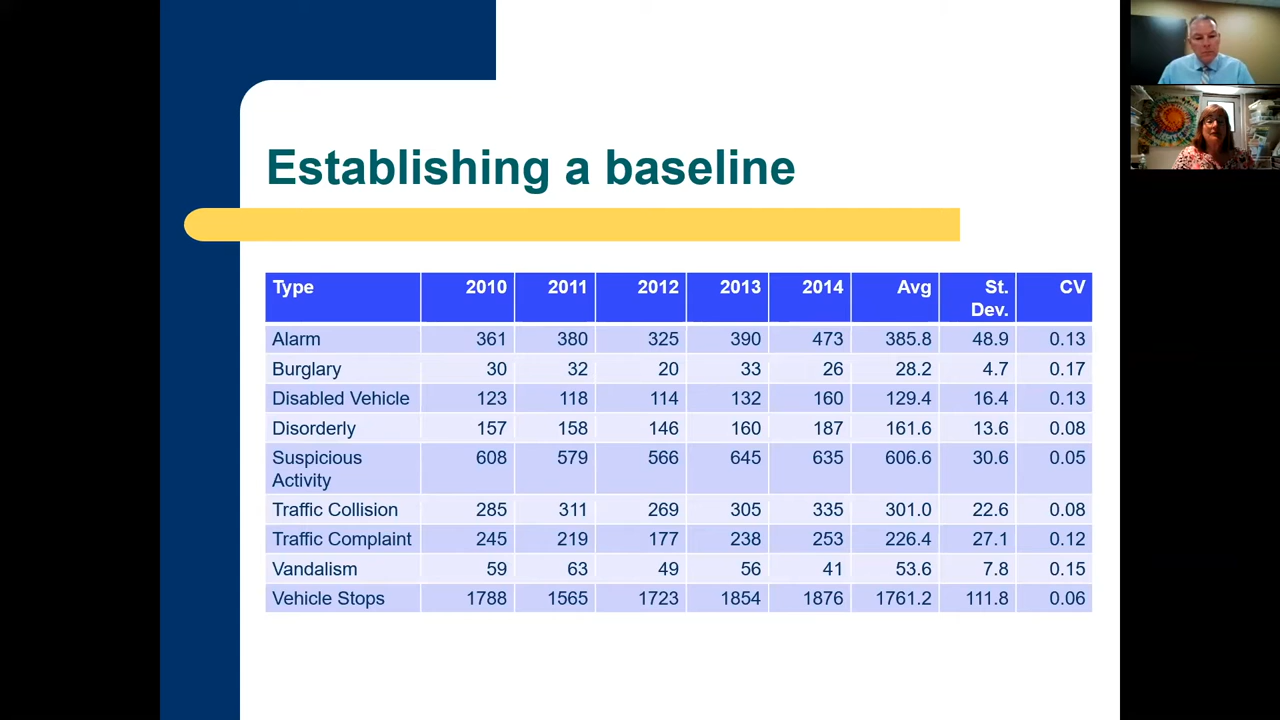 Establishing a baseline
Type 2010 2011 2012 2013 2014 Avg St. Dev. CV
Alarm 361 380 325 390 473 385.8 48.9 0.13
Burglary 30 32 20 33 26 28.2 4.7 0.17
Disabled Vehicle 123 118 114 132 160 129.4 16.4 0.13
Disorderly 157 158 146 160 187 161.6 13.6 0.08
Suspicious Activity 608 579 566 645 635 606.6 30.6 0.05
Traffic Collision 285 311 269 305 335 301.0 22.6 0.08
Traffic Complaint 245 219 177 238 253 226.4 27.1 0.12
Vandalism 59 63 49 56 41 53.6 7.8 0.15
Vehicle Stops 1788 1565 1723 1854 1876 1761.2 111.8 0.06